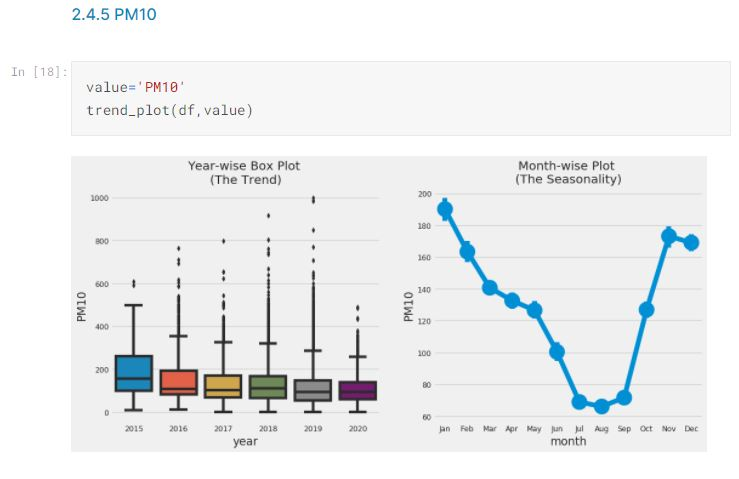 2.4.5 PM10
In [18]:
value='PM10'
trend_plot(df,value)
Year-wise Box Plot
(The Trend)
1000
800
600
400
200
0
PM10
2015 2016 2017 2018 2019 2020
year
Month-wise Plot
(The Seasonality)
200
180
160
140
120
100
80
60
PM10
Jan Feb Mar Apr May Jun Jul Aug Sep Oct Nov Dec
month